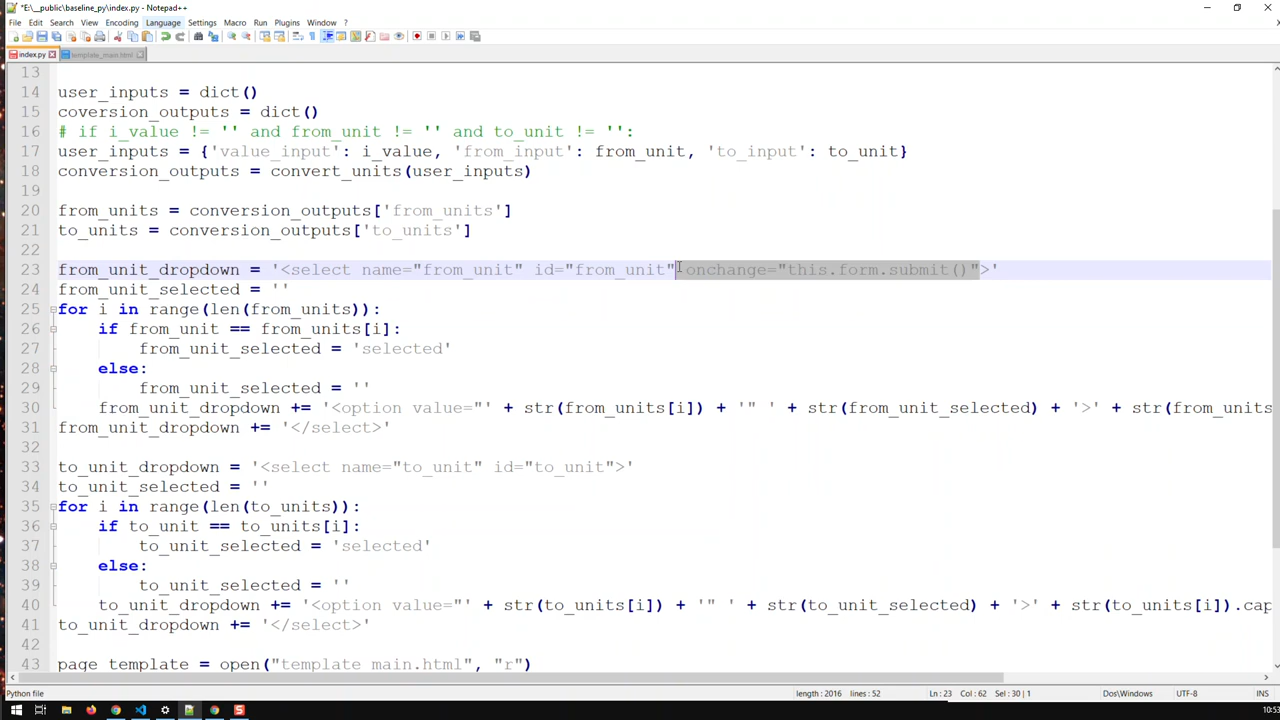 *E:\__public\baseline_py\index.py - Notepad++
File Edit Search View Encoding Language Settings Macro Run Plugins Window ?
index.py template_main.html
13
14 user_inputs = dict()
15 coversion_outputs = dict()
16 # if i_value != '' and from_unit != '' and to_unit != '':
17 user_inputs = {'value_input': i_value, 'from_input': from_unit, 'to_input': to_unit}
18 conversion_outputs = convert_units(user_inputs)
19
20 from_units = conversion_outputs['from_units']
21 to_units = conversion_outputs['to_units']
22
23 from_unit_dropdown = '<select name="from_unit" id="from_unit" onchange="this.form.submit()">'
24 from_unit_selected = ''
25 for i in range(len(from_units)):
26 if from_unit == from_units[i]:
27 from_unit_selected = 'selected'
28 else:
29 from_unit_selected = ''
30 from_unit_dropdown += '<option value="' + str(from_units[i]) + '" ' + str(from_unit_selected) + '>' + str(from_units
31 from_unit_dropdown += '</select>'
32
33 to_unit_dropdown = '<select name="to_unit" id="to_unit">'
34 to_unit_selected = ''
35 for i in range(len(to_units)):
36 if to_unit == to_units[i]:
37 to_unit_selected = 'selected'
38 else:
39 to_unit_selected = ''
40 to_unit_dropdown += '<option value="' + str(to_units[i]) + '" ' + str(to_unit_selected) + '>' + str(to_units[i]).cap
41 to_unit_dropdown += '</select>'
42
43 page_template = open("template_main.html", "r")
Python file length : 2016 lines : 52 Ln : 23 Col : 62 Sel : 30 | 1 Dos\Windows UTF-8 INS
10:53